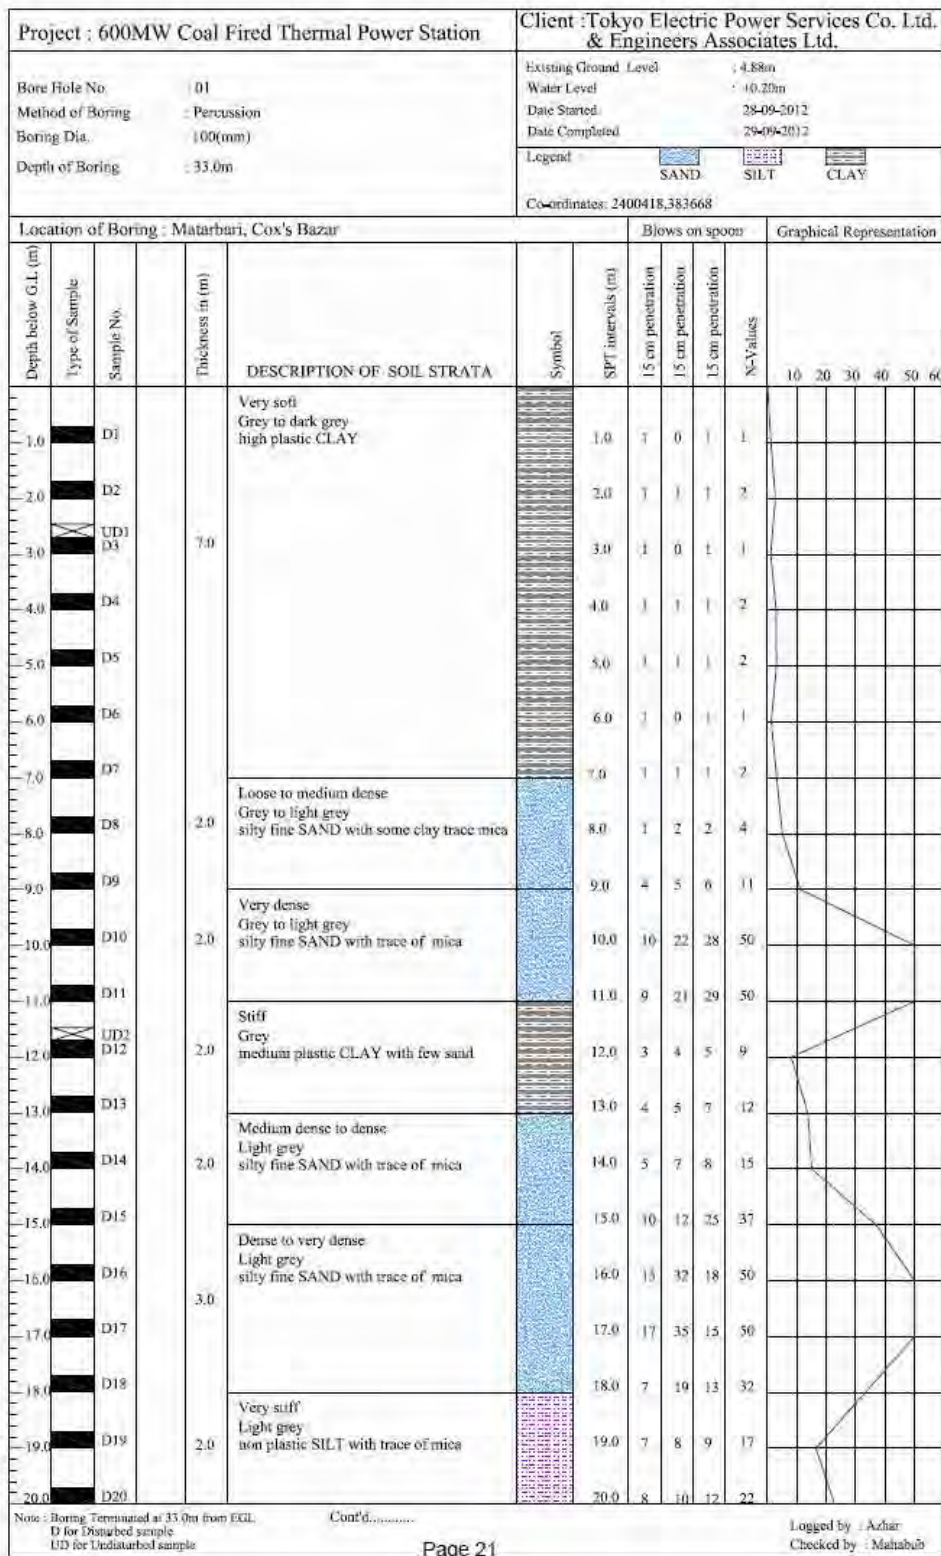 Project : 600MW Coal Fired Thermal Power Station
Client :Tokyo Electric Power Services Co. Ltd.
& Engineers Associates Ltd.
Bore Hole No : 01
Method of Boring : Percussion
Boring Dia. : 100(mm)
Depth of Boring : 33.0m
Existing Ground Level : 4.88m
Water Level : +0.20m
Date Started 28-09-2012
Date Completed : 29-09-2012
Legend :
SAND SILT CLAY
Co-ordinates: 2400418,383668
Location of Boring : Matarbari, Cox's Bazar
Blows on spoon
Graphical Representation
Depth below G.L (m)
Type of Sample
Sample No.
Thickness in (m)
DESCRIPTION OF SOIL STRATA
Symbol
SPT intervals (m)
15 cm penetration
15 cm penetration
15 cm penetration
N-Values
10 20 30 40 50 60
Very soft
Grey to dark grey
high plastic CLAY
1.0 D1 1.0 1 0 1 1
2.0 D2 2.0 1 1 1 2
UD1
3.0 D3 7.0 3.0 1 0 1 1
4.0 D4 4.0 1 1 1 2
5.0 D5 5.0 1 1 1 2
6.0 D6 6.0 1 0 1 1
7.0 D7 7.0 1 1 1 2
Loose to medium dense
Grey to light grey
silty fine SAND with some clay trace mica
8.0 D8 2.0 8.0 1 2 2 4
9.0 D9 9.0 4 5 6 11
Very dense
Grey to light grey
silty fine SAND with trace of mica
10.0 D10 2.0 10.0 10 22 28 50
11.0 D11 11.0 9 21 29 50
Stiff
Grey
medium plastic CLAY with few sand
UD2
12.0 D12 2.0 12.0 3 4 5 9
13.0 D13 13.0 4 5 7 12
Medium dense to dense
Light grey
silty fine SAND with trace of mica
14.0 D14 2.0 14.0 5 7 8 15
15.0 D15 15.0 10 12 25 37
Dense to very dense
Light grey
silty fine SAND with trace of mica
16.0 D16 3.0 16.0 32 18 50
17.0 D17 17.0 17 35 15 50
18.0 D18 18.0 7 19 13 32
Very stiff
Light grey
non plastic SILT with trace of mica
19.0 D19 2.0 19.0 7 8 9 17
20.0 D20 20.0 8 10 12 22
Note : Boring Terminated at 33.0m from EGL
D for Disturbed sample
UD for Undisturbed sample
Cont'd............
Page 21
Logged by : Azhar
Checked by : Mahabub